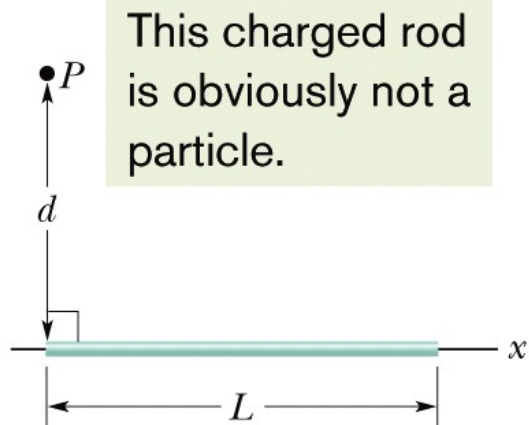 This charged rod
is obviously not a
particle.
P
d
x
L